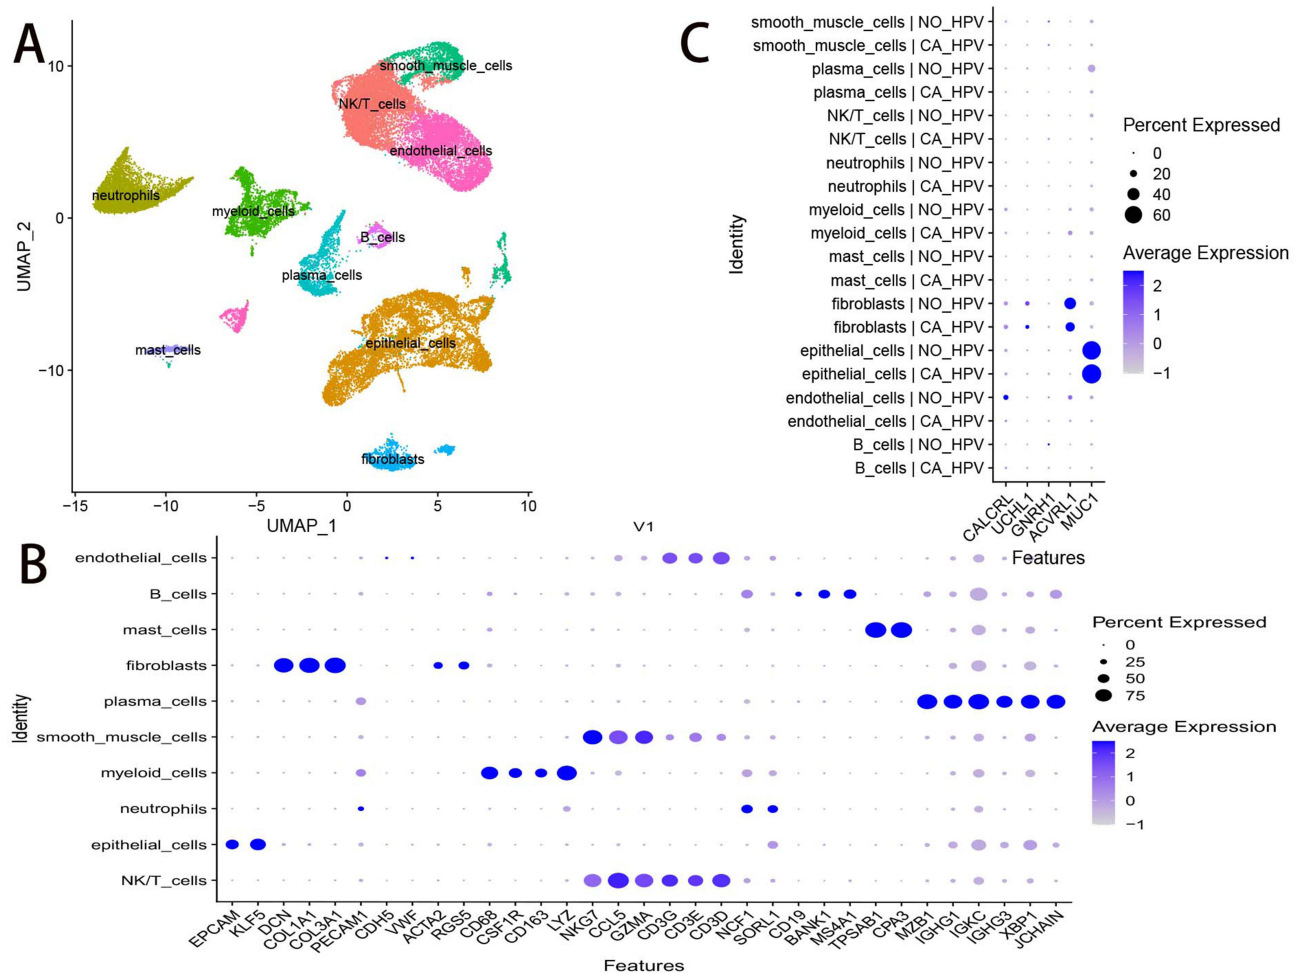 A
10
0
−10
UMAP_2
smooth_muscle_cells
NK/T_cells
endothelial_cells
neutrophils
myeloid_cells
B_cells
plasma_cells
epithelial_cells
mast_cells
fibroblasts
−15
−10
−5
0
5
10
UMAP_1
V1
C
smooth_muscle_cells | NO_HPV
smooth_muscle_cells | CA_HPV
plasma_cells | NO_HPV
plasma_cells | CA_HPV
NK/T_cells | NO_HPV
NK/T_cells | CA_HPV
neutrophils | NO_HPV
neutrophils | CA_HPV
myeloid_cells | NO_HPV
myeloid_cells | CA_HPV
mast_cells | NO_HPV
mast_cells | CA_HPV
fibroblasts | NO_HPV
fibroblasts | CA_HPV
epithelial_cells | NO_HPV
epithelial_cells | CA_HPV
endothelial_cells | NO_HPV
endothelial_cells | CA_HPV
B_cells | NO_HPV
B_cells | CA_HPV
Identity
CALCRL
UCHL1
GNRH1
ACVRL1
MUC1
Features
Percent Expressed
0
20
40
60
Average Expression
2
1
0
−1
B
endothelial_cells
B_cells
mast_cells
fibroblasts
plasma_cells
smooth_muscle_cells
myeloid_cells
neutrophils
epithelial_cells
NK/T_cells
Identity
EPCAM
KLF5
DCN
COL1A1
COL3A1
PECAM1
CDH5
VWF
ACTA2
RGS5
CD68
CSF1R
CD163
LYZ
NKG7
CCL5
GZMA
CD3G
CD3E
CD3D
NCF1
SORL1
CD19
BANK1
MS4A1
TPSAB1
CPA3
MZB1
IGHG1
IGKC
IGHG3
XBP1
JCHAIN
Features
Percent Expressed
0
25
50
75
Average Expression
2
1
0
−1